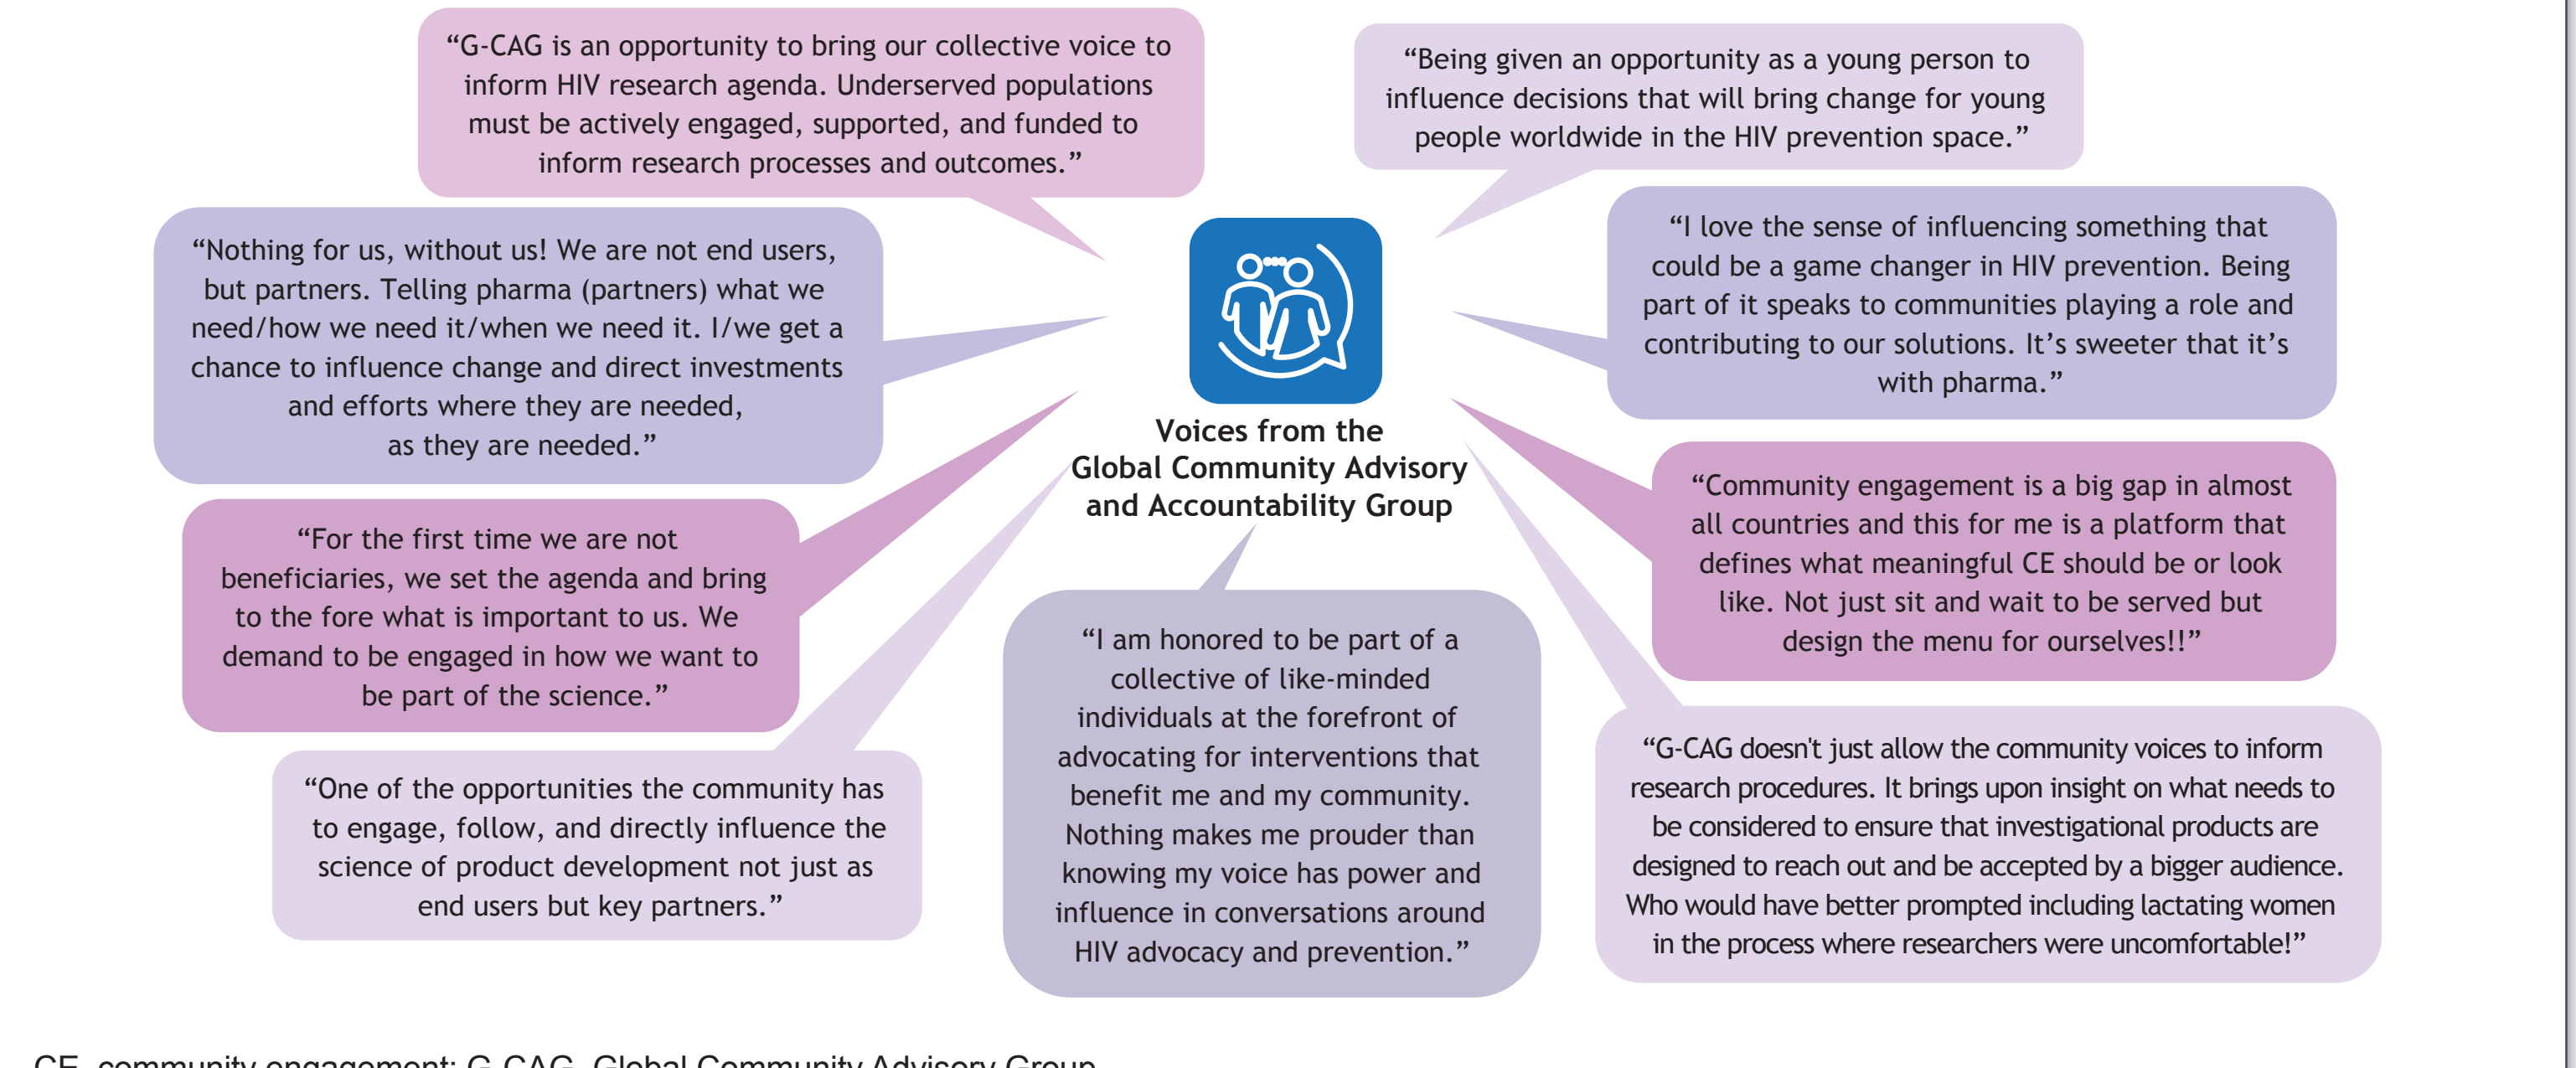 “G-CAG is an opportunity to bring our collective voice to
inform HIV research agenda. Underserved populations
must be actively engaged, supported, and funded to
inform research processes and outcomes.”
“Being given an opportunity as a young person to
influence decisions that will bring change for young
people worldwide in the HIV prevention space.”
“Nothing for us, without us! We are not end users,
but partners. Telling pharma (partners) what we
need/how we need it/when we need it. I/we get a
chance to influence change and direct investments
and efforts where they are needed,
as they are needed.”
“I love the sense of influencing something that
could be a game changer in HIV prevention. Being
part of it speaks to communities playing a role and
contributing to our solutions. It’s sweeter that it’s
with pharma.”
Voices from the
Global Community Advisory
and Accountability Group
“For the first time we are not
beneficiaries, we set the agenda and bring
to the fore what is important to us. We
demand to be engaged in how we want to
be part of the science.”
“Community engagement is a big gap in almost
all countries and this for me is a platform that
defines what meaningful CE should be or look
like. Not just sit and wait to be served but
design the menu for ourselves!!”
“One of the opportunities the community has
to engage, follow, and directly influence the
science of product development not just as
end users but key partners.”
“I am honored to be part of a
collective of like-minded
individuals at the forefront of
advocating for interventions that
benefit me and my community.
Nothing makes me prouder than
knowing my voice has power and
influence in conversations around
HIV advocacy and prevention.”
“G-CAG doesn't just allow the community voices to inform
research procedures. It brings upon insight on what needs to
be considered to ensure that investigational products are
designed to reach out and be accepted by a bigger audience.
Who would have better prompted including lactating women
in the process where researchers were uncomfortable!”
CE, community engagement; G-CAG, Global Community Advisory Group